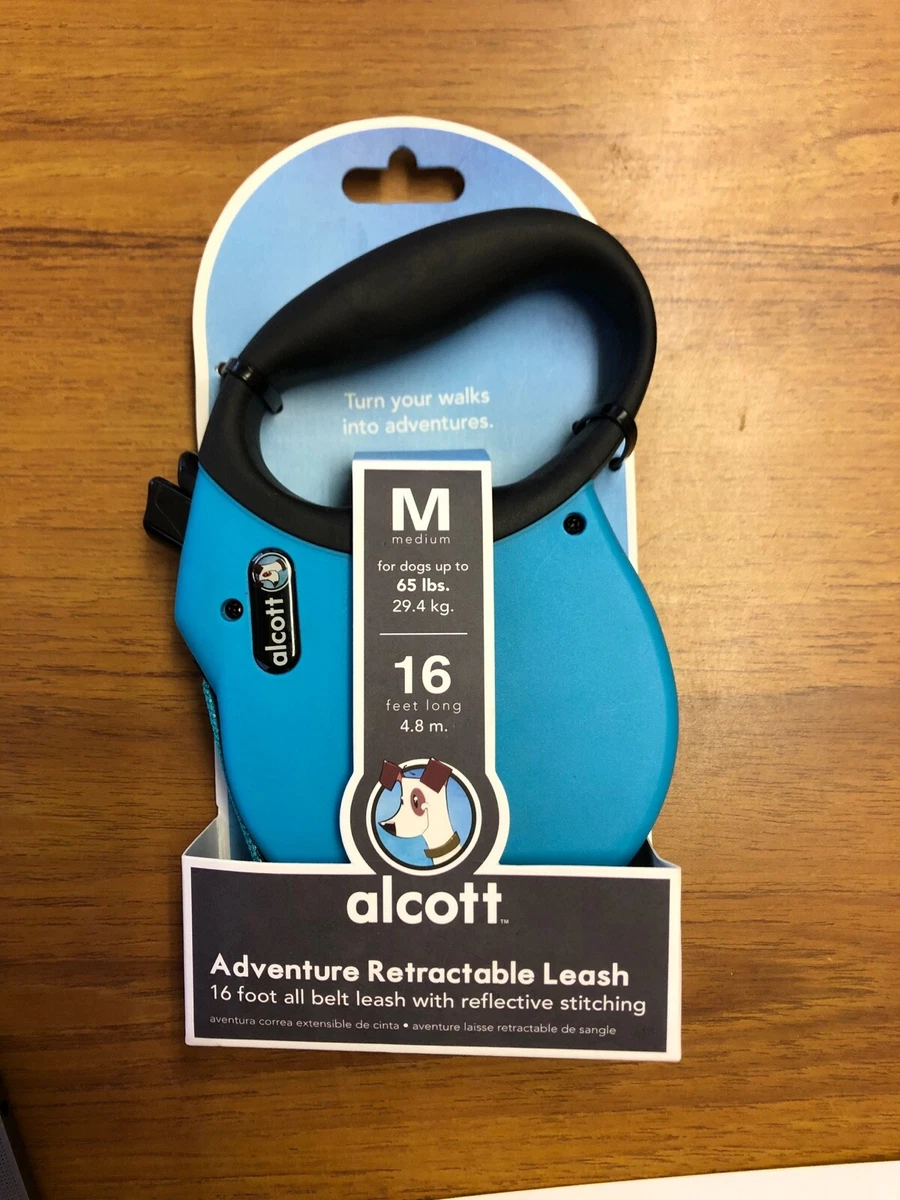 Turn your walks
into adventures.
M
medium
for dogs up to
65 lbs.
29.4 kg.
16
feet long
4.8 m.
alcott
alcott™
Adventure Retractable Leash
16 foot all belt leash with reflective stitching
aventura correa extensible de cinta • aventure laisse retractable de sangle